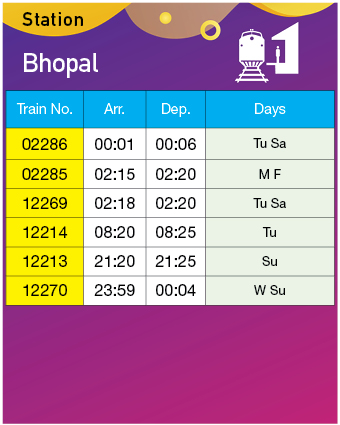 Station
Bhopal
1
Train No. Arr. Dep. Days
02286 00:01 00:06 Tu Sa
02285 02:15 02:20 M F
12269 02:18 02:20 Tu Sa
12214 08:20 08:25 Tu
12213 21:20 21:25 Su
12270 23:59 00:04 W Su